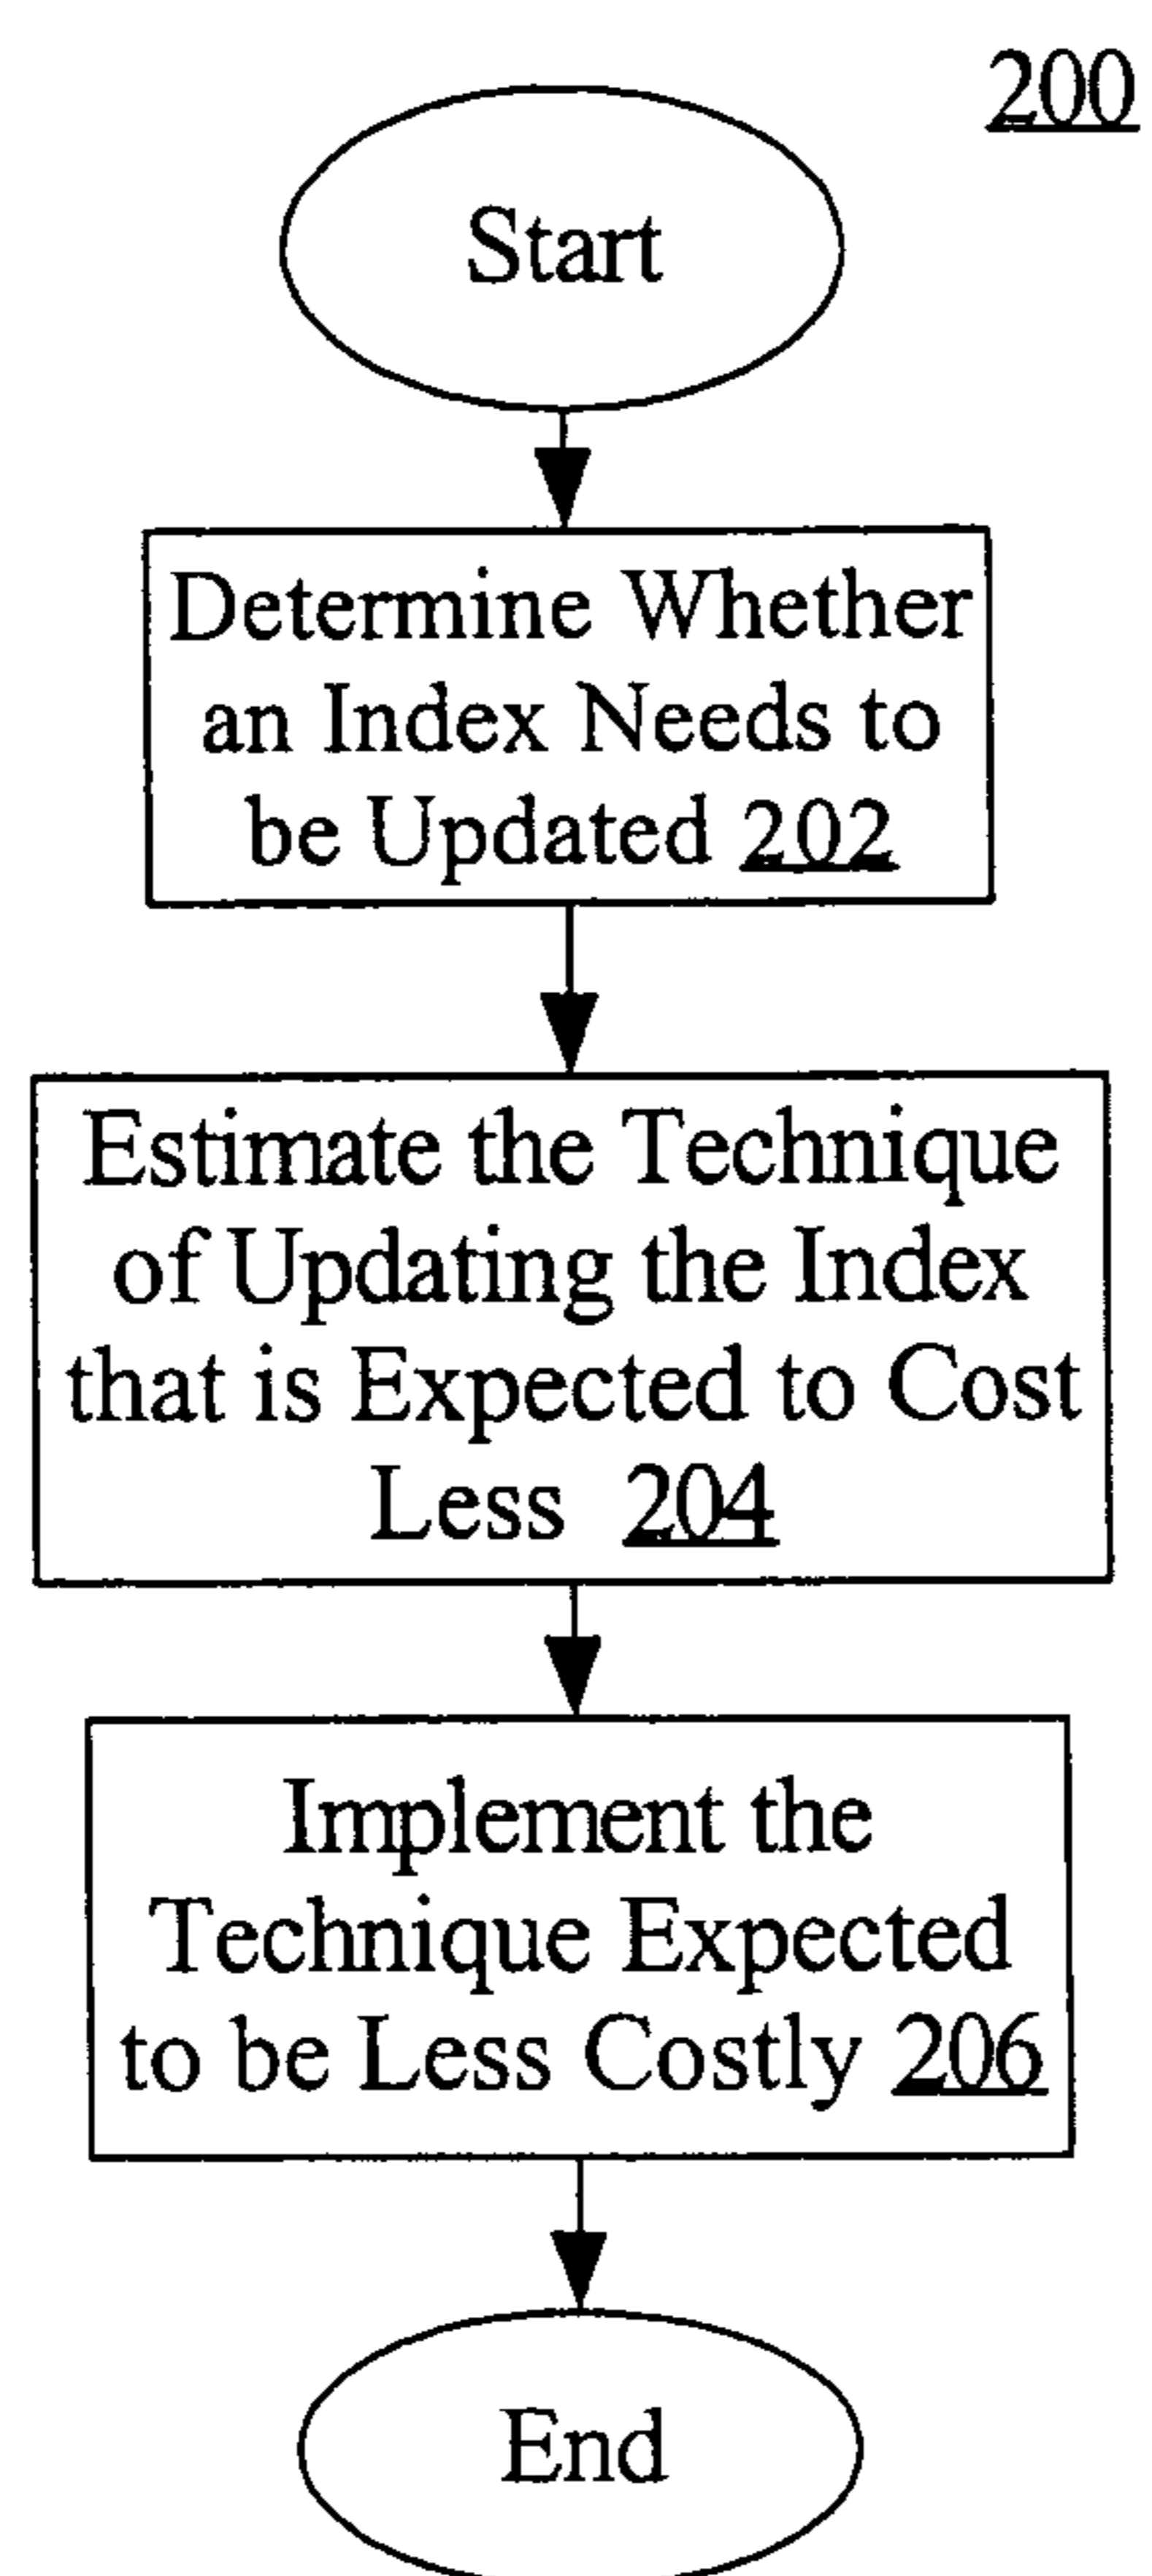 200
Start
Determine Whether
an Index Needs to
be Updated 202
Estimate the Technique
of Updating the Index
that is Expected to Cost
Less 204
Implement the
Technique Expected
to be Less Costly 206
End